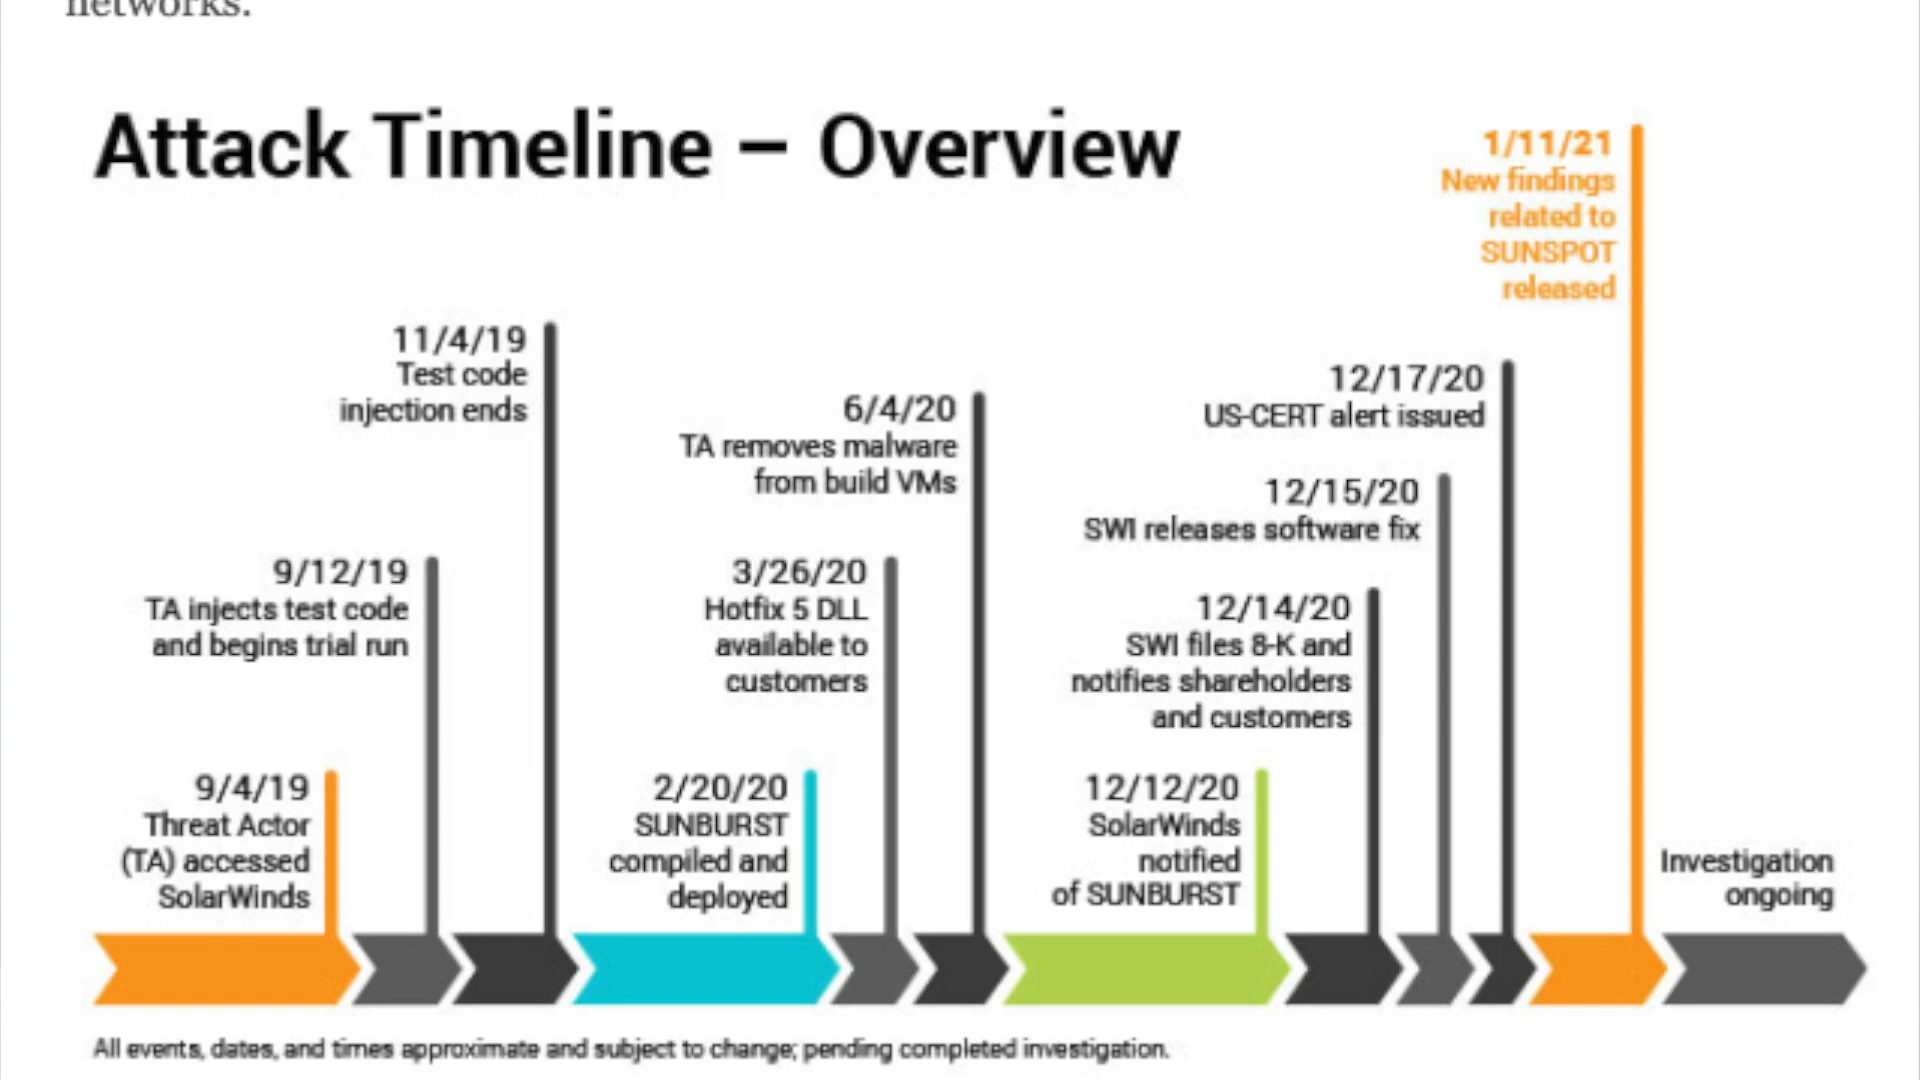 networks.
Attack Timeline – Overview
1/11/21
New findings
related to
SUNSPOT
released
11/4/19
Test code
injection ends
6/4/20
TA removes malware
from build VMs
12/17/20
US-CERT alert issued
12/15/20
SWI releases software fix
9/12/19
TA injects test code
and begins trial run
3/26/20
Hotfix 5 DLL
available to
customers
12/14/20
SWI files 8-K and
notifies shareholders
and customers
9/4/19
Threat Actor
(TA) accessed
SolarWinds
2/20/20
SUNBURST
compiled and
deployed
12/12/20
SolarWinds
notified
of SUNBURST
Investigation
ongoing
All events, dates, and times approximate and subject to change; pending completed investigation.